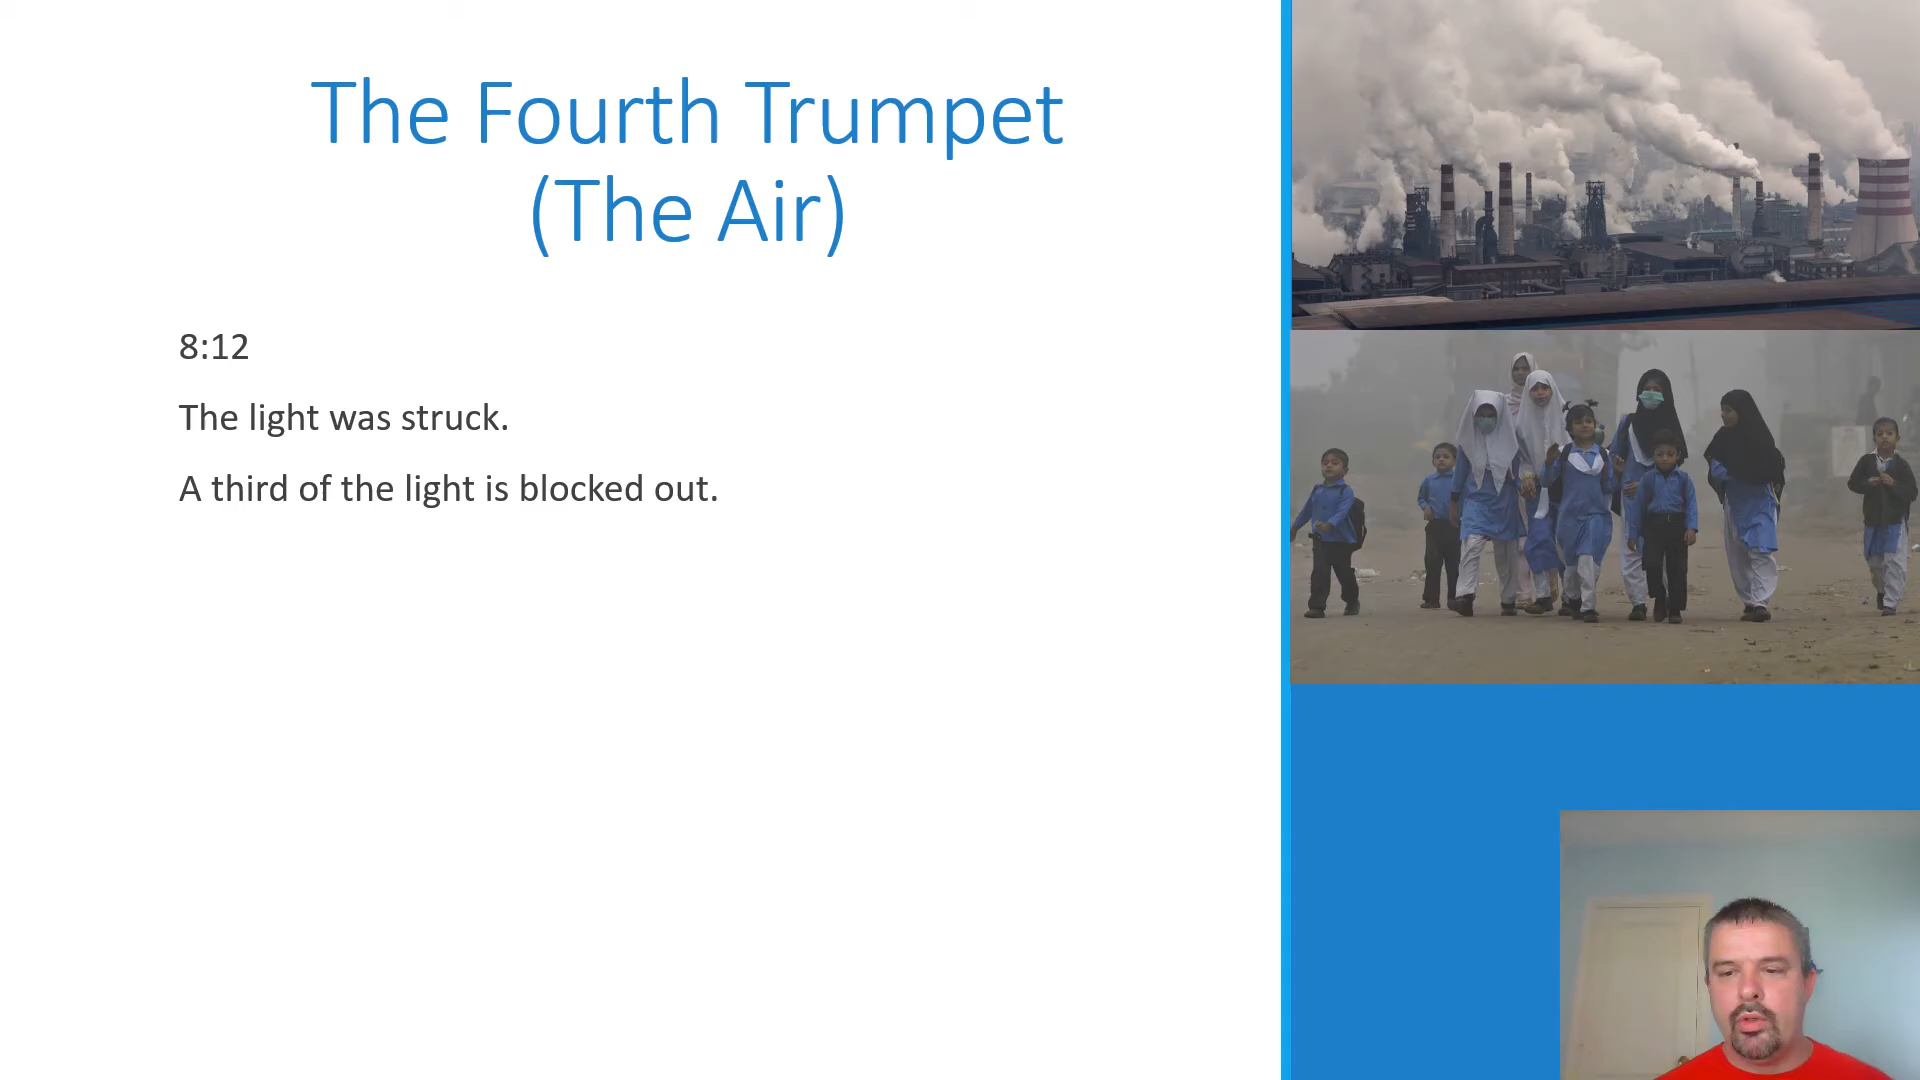 The Fourth Trumpet
(The Air)
8:12
The light was struck.
A third of the light is blocked out.